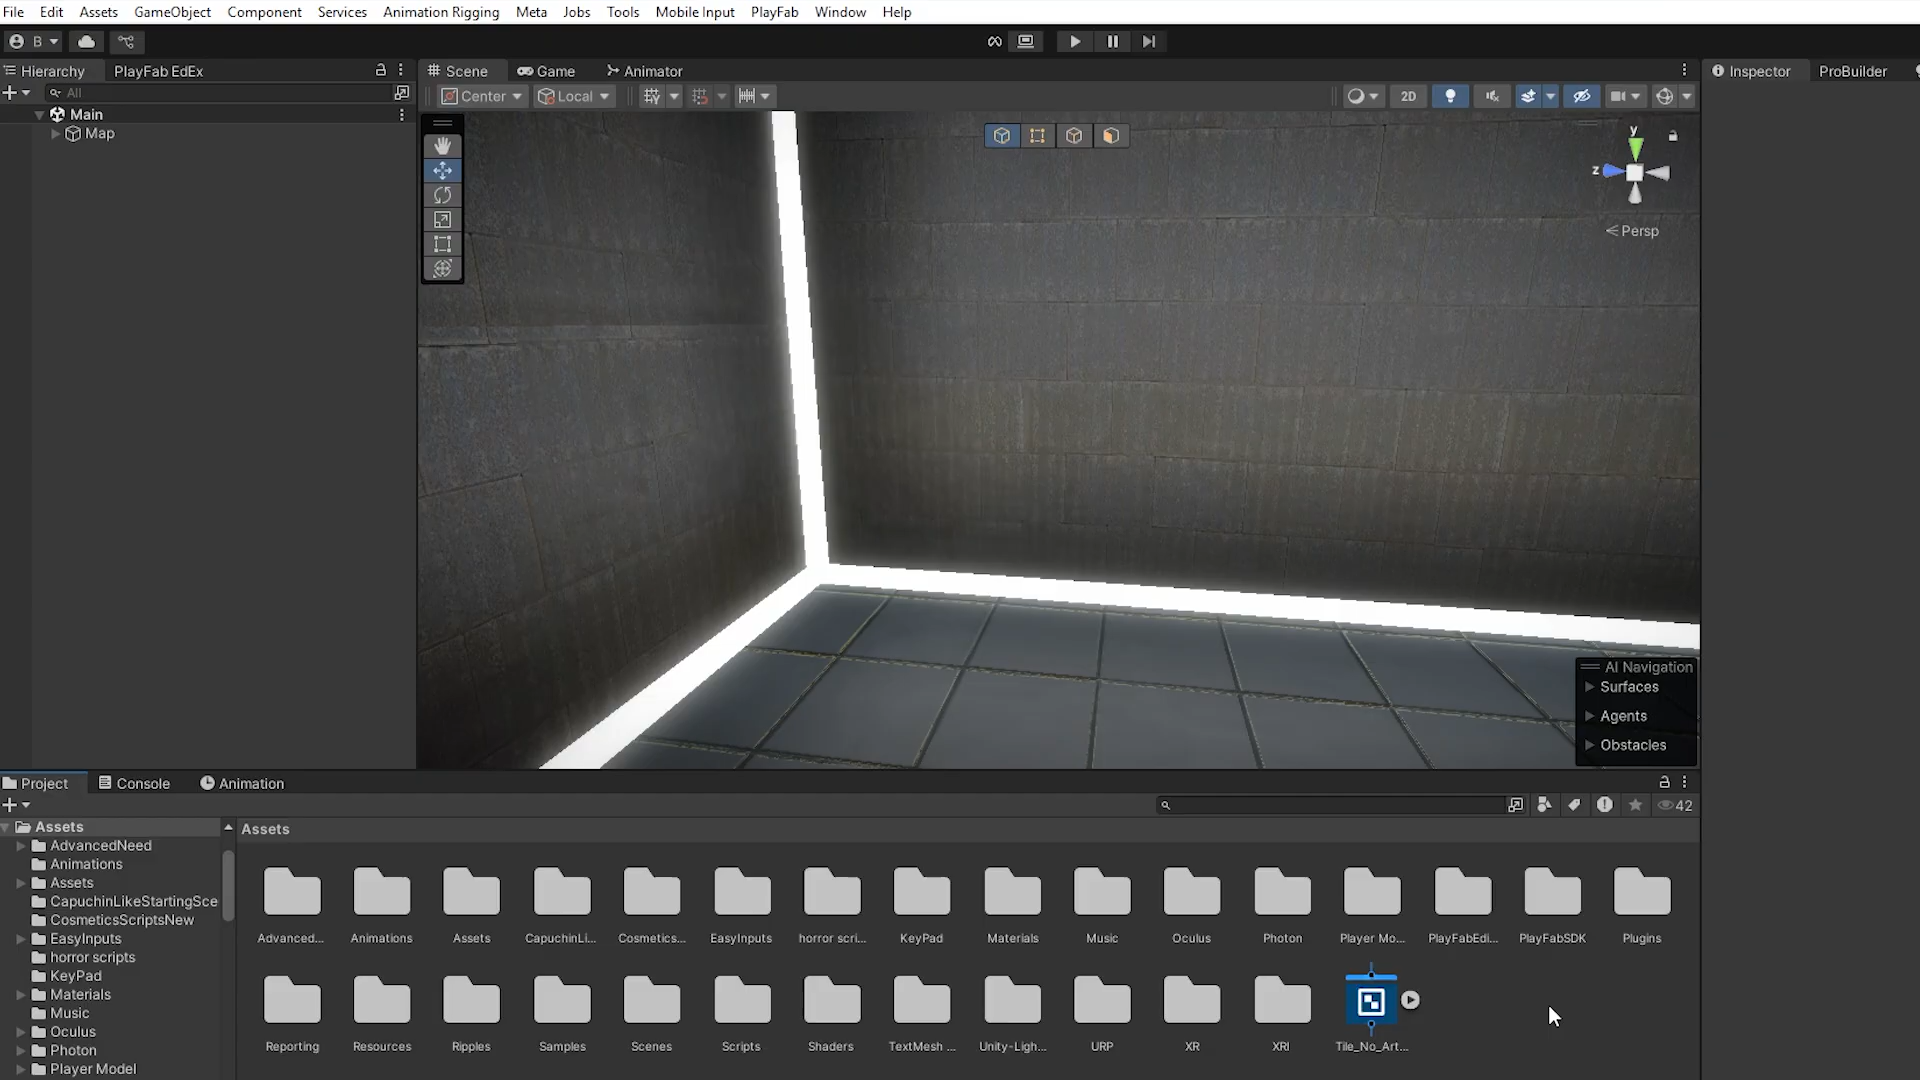 File Edit Assets GameObject Component Services Animation Rigging Meta Jobs Tools Mobile Input PlayFab Window Help
B
Hierarchy PlayFab EdEx
Scene Game Animator
Inspector ProBuilder
All
Center Local
2D
Main
Map
y
z
Persp
AI Navigation
Surfaces
Agents
Obstacles
Project Console Animation
42
Assets
AdvancedNeed
Animations
Assets
CapuchinLikeStartingSce
CosmeticsScriptsNew
EasyInputs
horror scripts
KeyPad
Materials
Music
Oculus
Photon
Player Model
Assets
Advanced... Animations Assets CapuchinLi... Cosmetics... EasyInputs horror scri... KeyPad Materials Music Oculus Photon Player Mo... PlayFabEdi... PlayFabSDK Plugins
Reporting Resources Ripples Samples Scenes Scripts Shaders TextMesh ... Unity-Ligh... URP XR XRI Tile_No_Art...